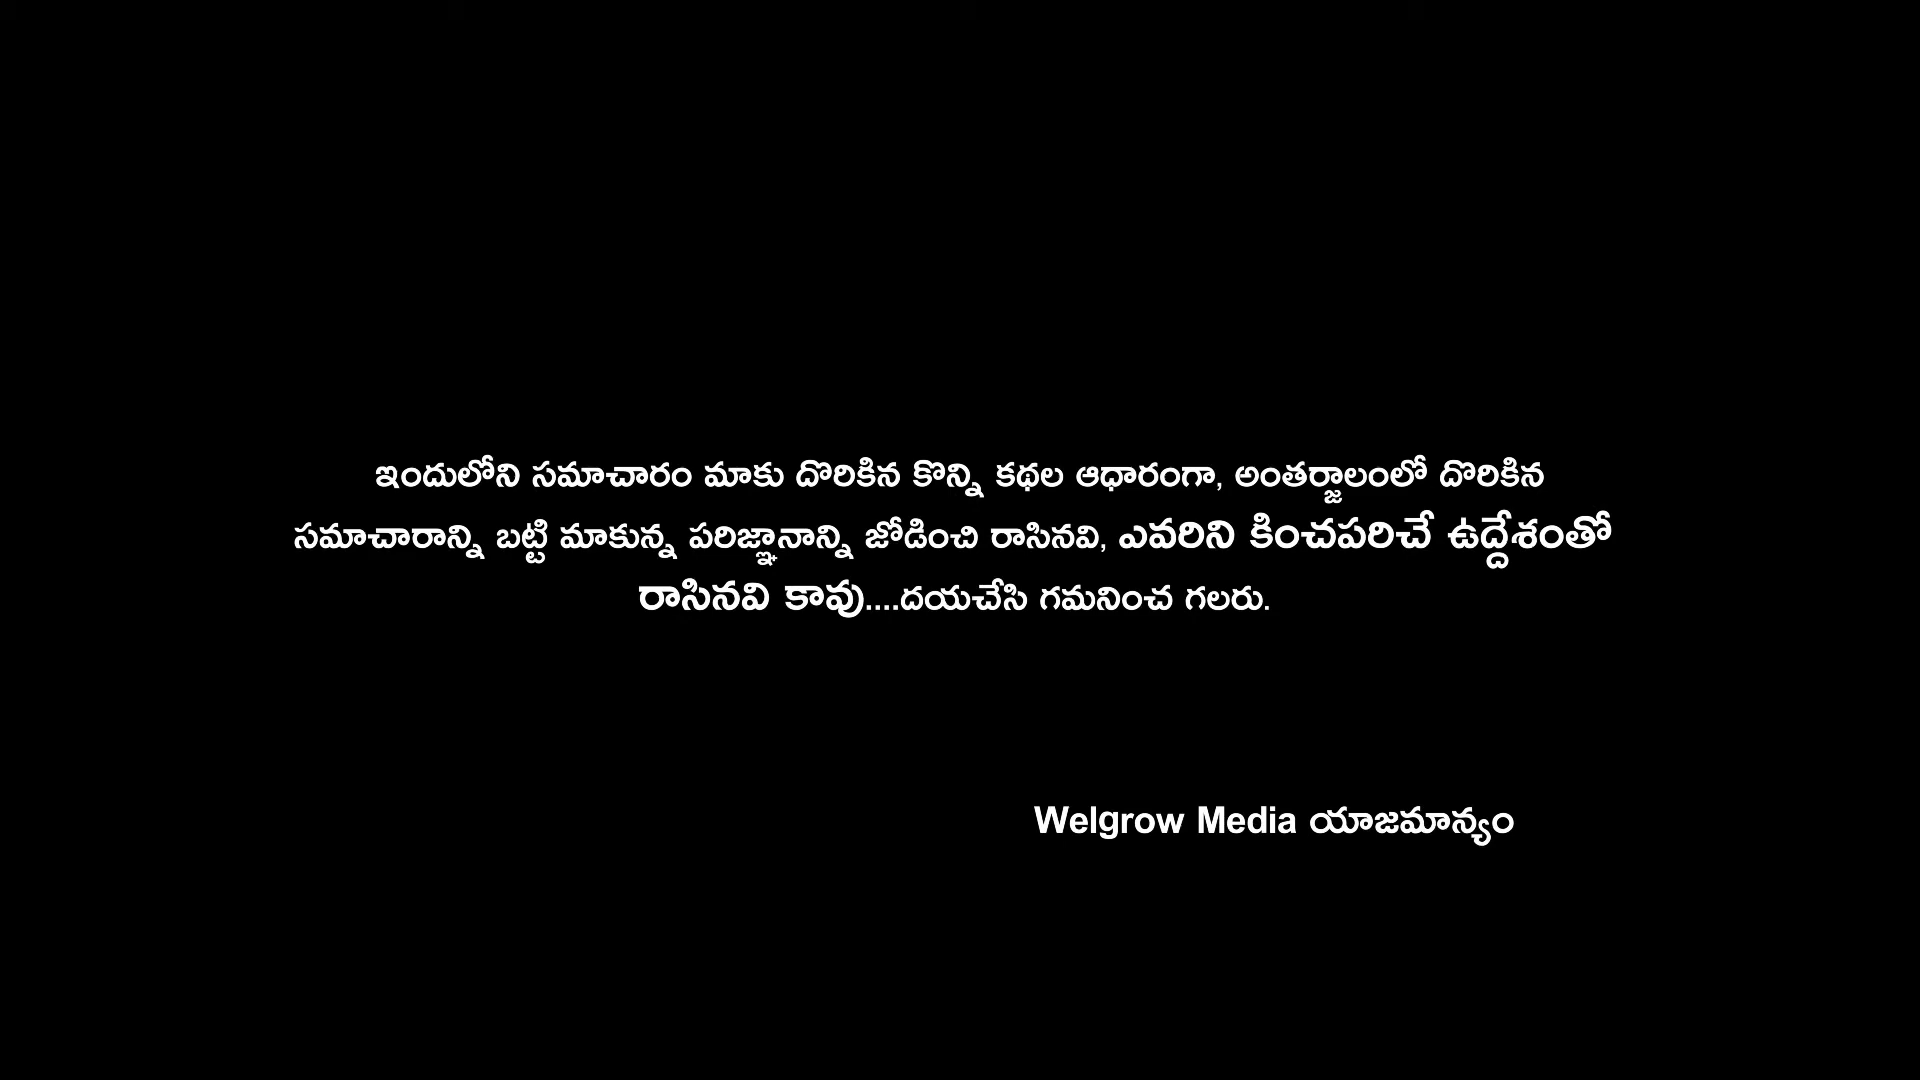 ఇందులోని సమాచారం మాకు దొరికిన కొన్ని కథల ఆధారంగా, అంతర్జాలంలో దొరికిన
సమాచారాన్ని బట్టి మాకున్న పరిజ్ఞానాన్ని జోడించి రాసినవి, ఎవరిని కించపరిచే ఉద్దేశంతో
రాసినవి కావు....దయచేసి గమనించ గలరు.
Welgrow Media యాజమాన్యం